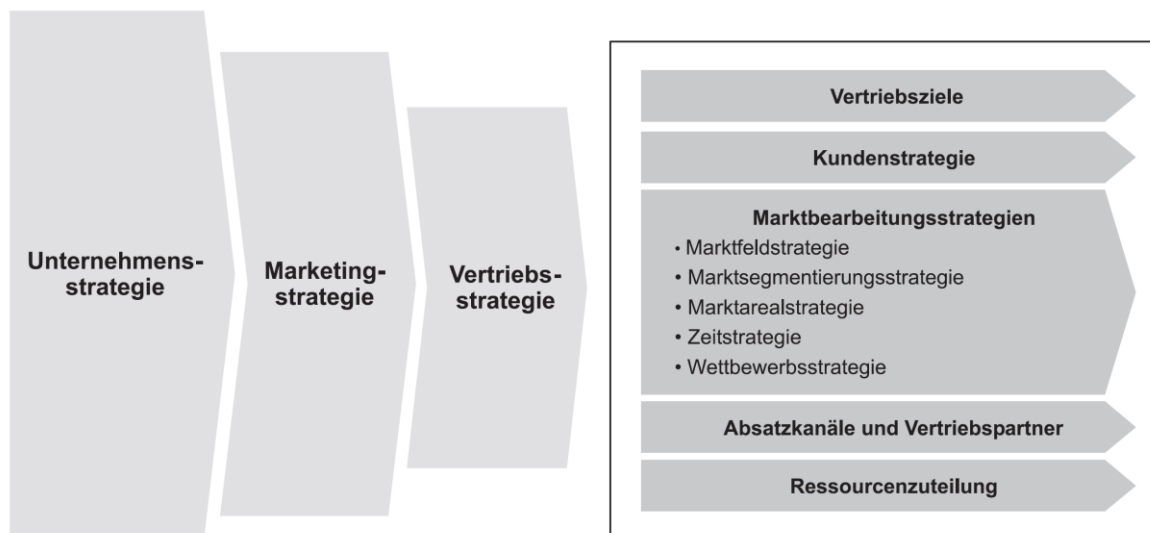 Unternehmens-
strategie
Marketing-
strategie
Vertriebs-
strategie
Vertriebsziele
Kundenstrategie
Marktbearbeitungsstrategien
• Marktfeldstrategie
• Marktsegmentierungsstrategie
• Marktarealstrategie
• Zeitstrategie
• Wettbewerbsstrategie
Absatzkanäle und Vertriebspartner
Ressourcenzuteilung